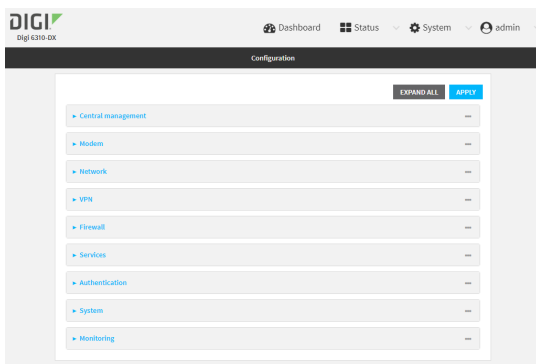 DIGI
Digi 6310-DX
Dashboard Status System admin
Configuration
EXPAND ALL APPLY
Central management
Modem
Network
VPN
Firewall
Services
Authentication
System
Monitoring